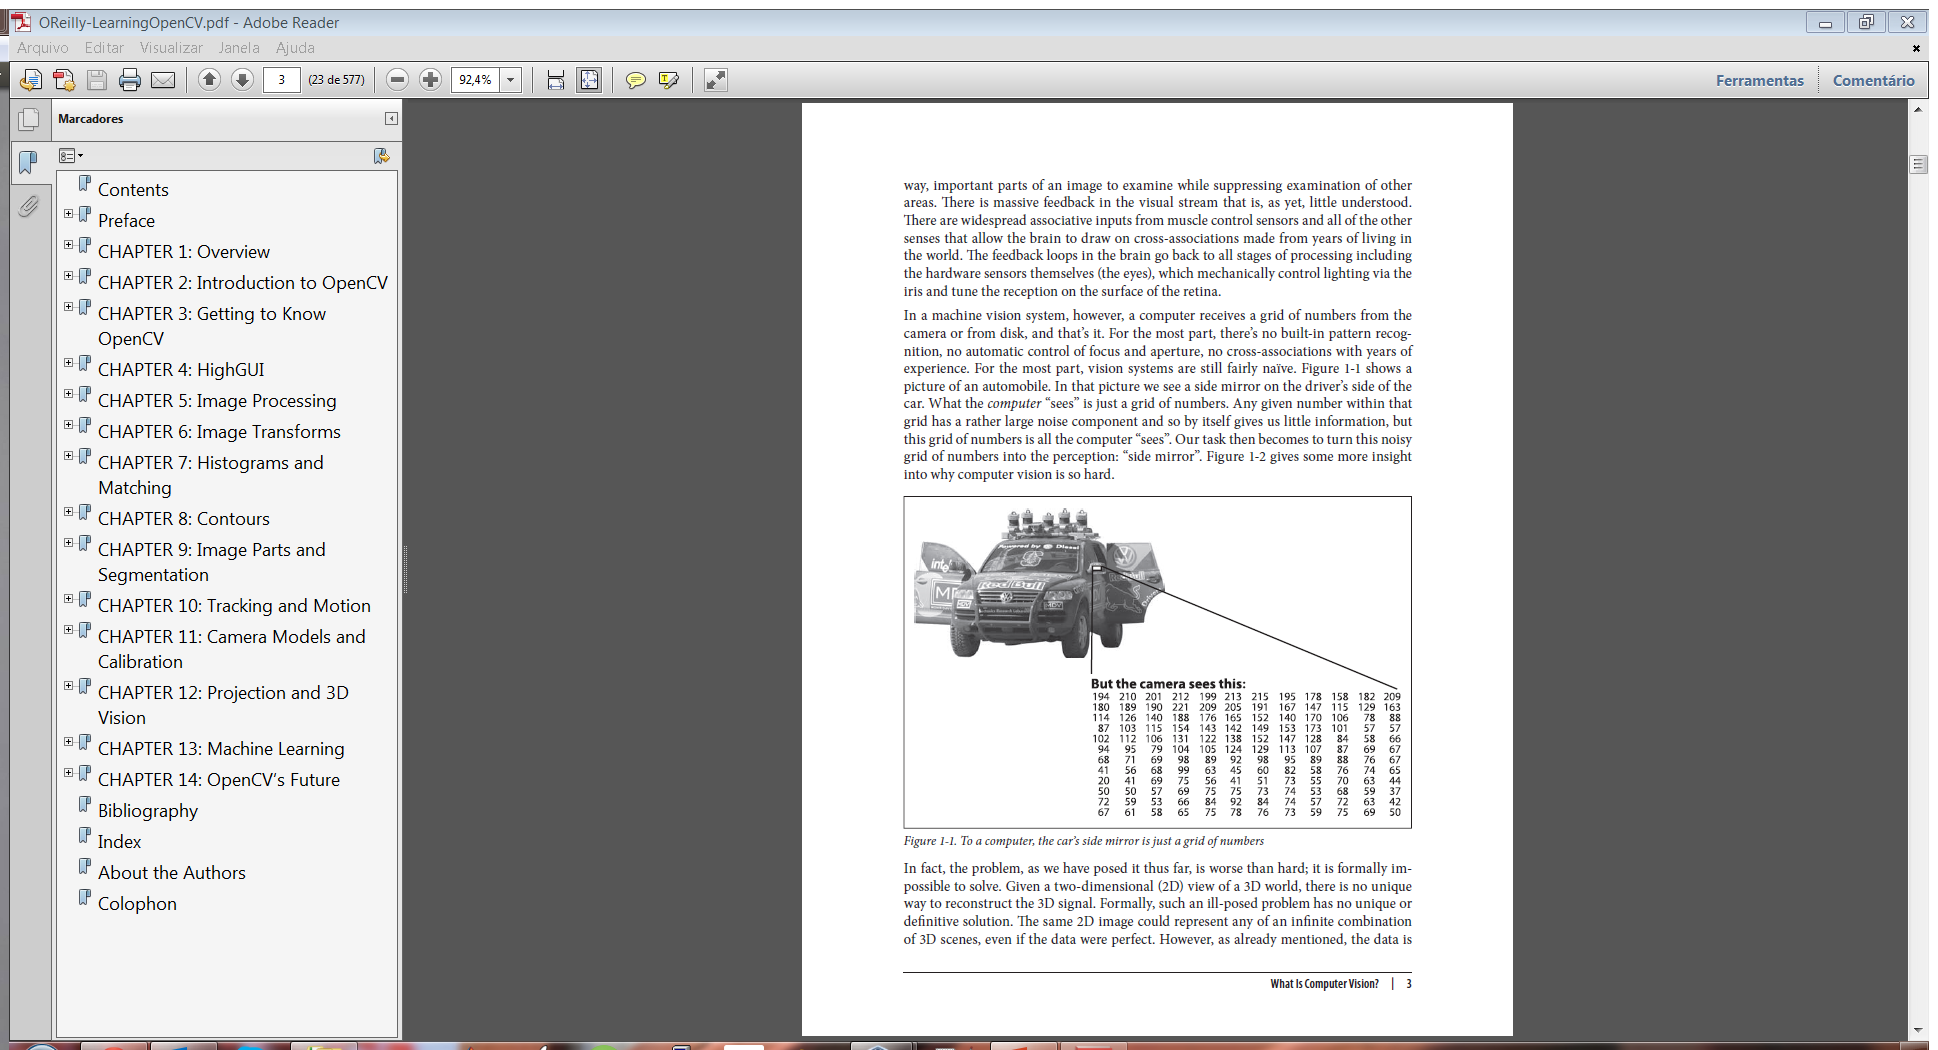 OReilly-LearningOpenCV.pdf - Adobe Reader
Arquivo Editar Visualizar Janela Ajuda
3 (23 de 577) 92,4% Ferramentas Comentário
Marcadores
Contents
Preface
CHAPTER 1: Overview
CHAPTER 2: Introduction to OpenCV
CHAPTER 3: Getting to Know
OpenCV
CHAPTER 4: HighGUI
CHAPTER 5: Image Processing
CHAPTER 6: Image Transforms
CHAPTER 7: Histograms and
Matching
CHAPTER 8: Contours
CHAPTER 9: Image Parts and
Segmentation
CHAPTER 10: Tracking and Motion
CHAPTER 11: Camera Models and
Calibration
CHAPTER 12: Projection and 3D
Vision
CHAPTER 13: Machine Learning
CHAPTER 14: OpenCV's Future
Bibliography
Index
About the Authors
Colophon
way, important parts of an image to examine while suppressing examination of other
areas. There is massive feedback in the visual stream that is, as yet, little understood.
There are widespread associative inputs from muscle control sensors and all of the other
senses that allow the brain to draw on cross-associations made from years of living in
the world. The feedback loops in the brain go back to all stages of processing including
the hardware sensors themselves (the eyes), which mechanically control lighting via the
iris and tune the reception on the surface of the retina.
In a machine vision system, however, a computer receives a grid of numbers from the
camera or from disk, and that's it. For the most part, there's no built-in pattern recog-
nition, no automatic control of focus and aperture, no cross-associations with years of
experience. For the most part, vision systems are still fairly naïve. Figure 1-1 shows a
picture of an automobile. In that picture we see a side mirror on the driver's side of the
car. What the computer “sees” is just a grid of numbers. Any given number within that
grid has a rather large noise component and so by itself gives us little information, but
this grid of numbers is all the computer “sees”. Our task then becomes to turn this noisy
grid of numbers into the perception: “side mirror”. Figure 1-2 gives some more insight
into why computer vision is so hard.
Powered by Diesel
intel
Red Bull
But the camera sees this:
194 210 201 212 199 213 215 195 178 158 182 209
180 189 190 221 209 205 191 167 147 115 129 163
114 126 140 188 176 165 152 140 170 106 78 88
87 103 115 154 143 142 149 153 173 101 57 57
102 112 106 131 122 138 152 147 128 84 58 66
94 95 79 104 105 124 129 113 107 87 69 67
68 71 69 98 89 92 98 95 89 88 76 67
41 56 68 99 63 45 60 82 58 76 74 65
20 41 69 75 56 41 51 73 55 70 63 44
50 50 57 69 75 75 73 74 53 68 59 37
72 59 53 66 84 92 84 74 57 72 63 42
67 61 58 65 75 78 76 73 59 75 69 50
Figure 1-1. To a computer, the car's side mirror is just a grid of numbers
In fact, the problem, as we have posed it thus far, is worse than hard; it is formally im-
possible to solve. Given a two-dimensional (2D) view of a 3D world, there is no unique
way to reconstruct the 3D signal. Formally, such an ill-posed problem has no unique or
definitive solution. The same 2D image could represent any of an infinite combination
of 3D scenes, even if the data were perfect. However, as already mentioned, the data is
What Is Computer Vision? | 3